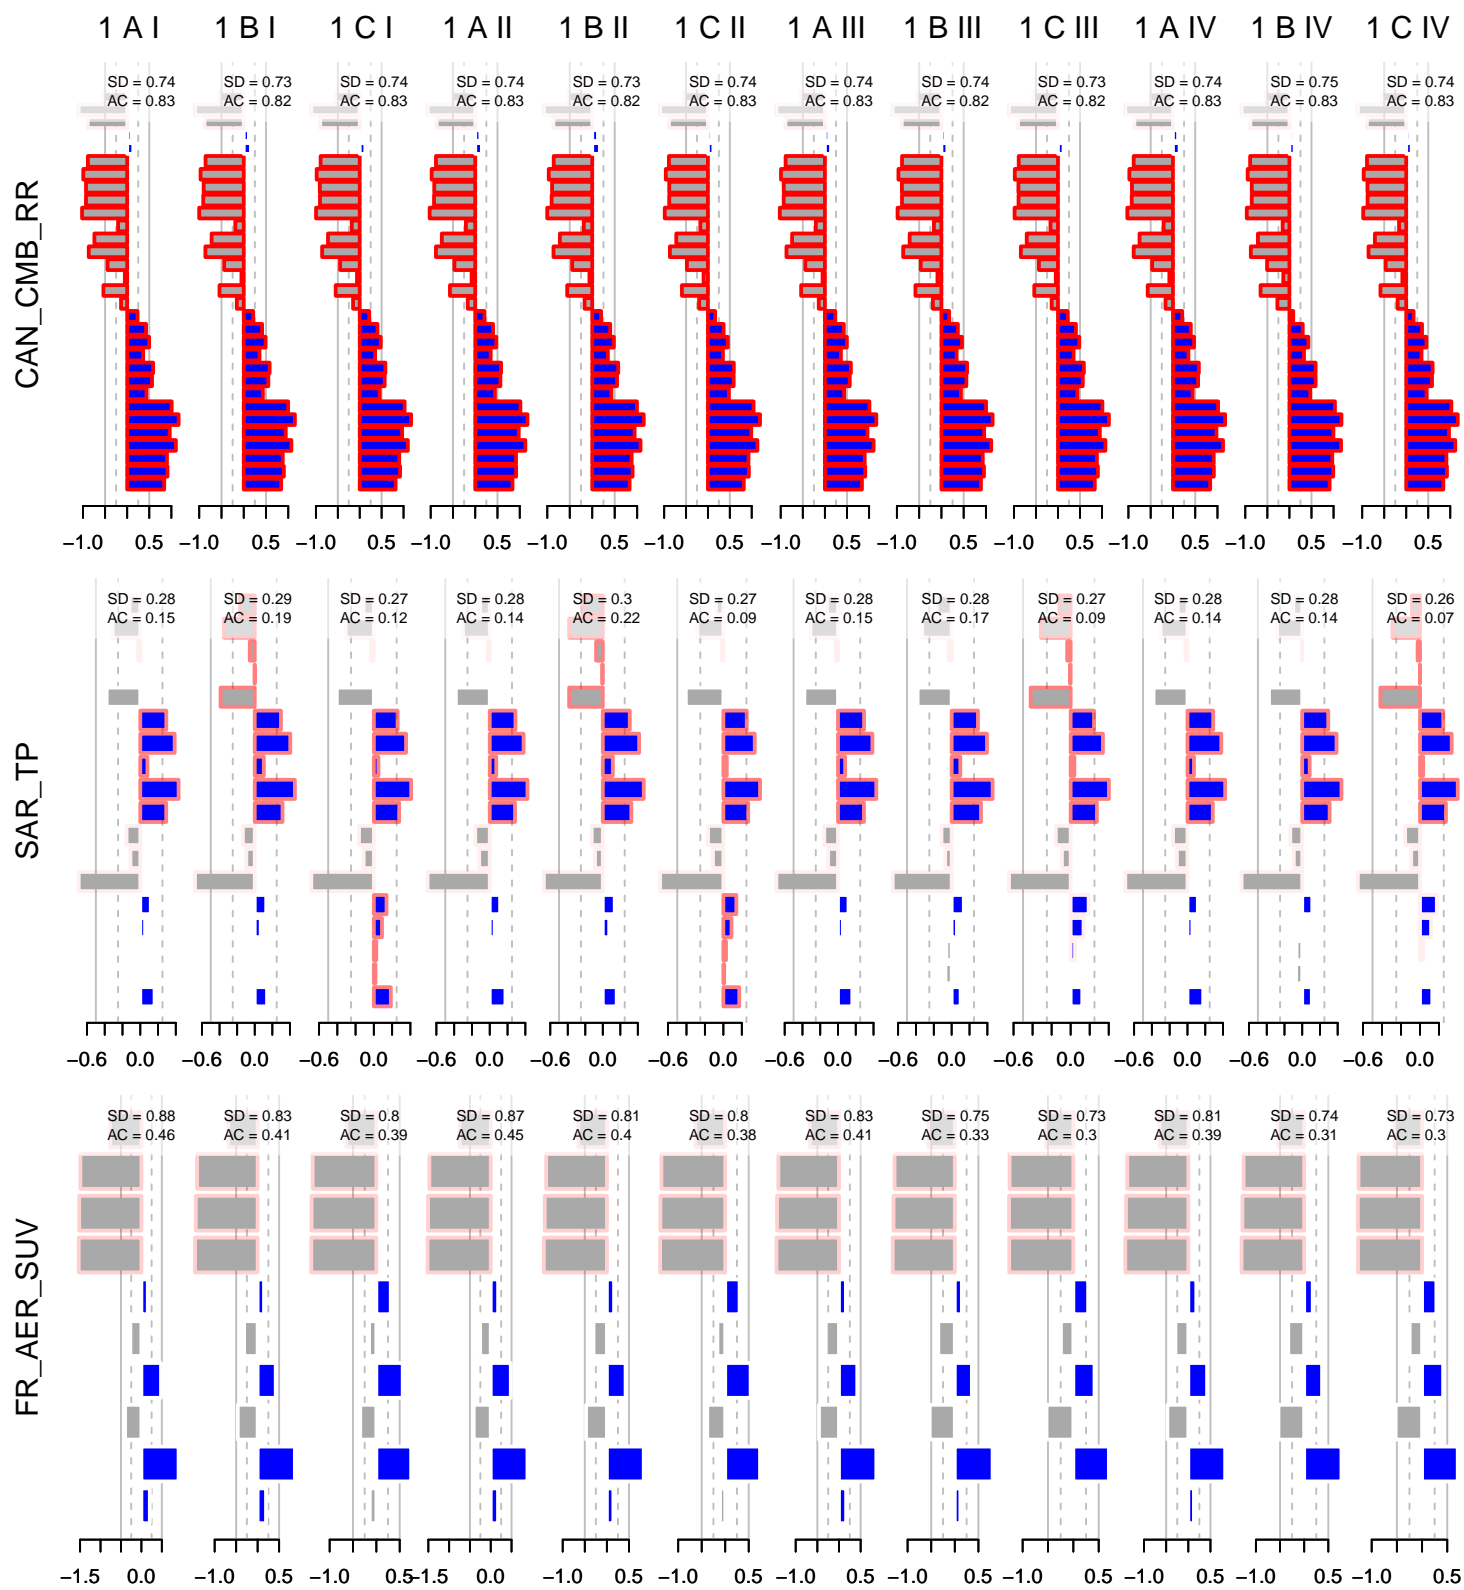 1 A I 1 B I 1 C I 1 A II 1 B II 1 C II 1 A III 1 B III 1 C III 1 A IV 1 B IV 1 C IV
CAN_CMB_RR
SD = 0.74 SD = 0.73 SD = 0.74 SD = 0.74 SD = 0.73 SD = 0.74 SD = 0.74 SD = 0.74 SD = 0.73 SD = 0.74 SD = 0.75 SD = 0.74
AC = 0.83 AC = 0.82 AC = 0.83 AC = 0.83 AC = 0.82 AC = 0.83 AC = 0.83 AC = 0.82 AC = 0.82 AC = 0.83 AC = 0.83 AC = 0.83
−1.0 0.5 −1.0 0.5 −1.0 0.5 −1.0 0.5 −1.0 0.5 −1.0 0.5 −1.0 0.5 −1.0 0.5 −1.0 0.5 −1.0 0.5 −1.0 0.5 −1.0 0.5
SAR_TP
SD = 0.28 SD = 0.29 SD = 0.27 SD = 0.28 SD = 0.3 SD = 0.27 SD = 0.28 SD = 0.28 SD = 0.27 SD = 0.28 SD = 0.28 SD = 0.26
AC = 0.15 AC = 0.19 AC = 0.12 AC = 0.14 AC = 0.22 AC = 0.09 AC = 0.15 AC = 0.17 AC = 0.09 AC = 0.14 AC = 0.14 AC = 0.07
−0.6 0.0 −0.6 0.0 −0.6 0.0 −0.6 0.0 −0.6 0.0 −0.6 0.0 −0.6 0.0 −0.6 0.0 −0.6 0.0 −0.6 0.0 −0.6 0.0 −0.6 0.0
FR_AER_SUV
SD = 0.88 SD = 0.83 SD = 0.8 SD = 0.87 SD = 0.81 SD = 0.8 SD = 0.83 SD = 0.75 SD = 0.73 SD = 0.81 SD = 0.74 SD = 0.73
AC = 0.46 AC = 0.41 AC = 0.39 AC = 0.45 AC = 0.4 AC = 0.38 AC = 0.41 AC = 0.33 AC = 0.3 AC = 0.39 AC = 0.31 AC = 0.3
−1.5 0.0 −1.0 0.5 −1.0 0.5 −1.5 0.0 −1.0 0.5 −1.0 0.5 −1.0 0.5 −1.0 0.5 −1.0 0.5 −1.0 0.5 −1.0 0.5 −1.0 0.5